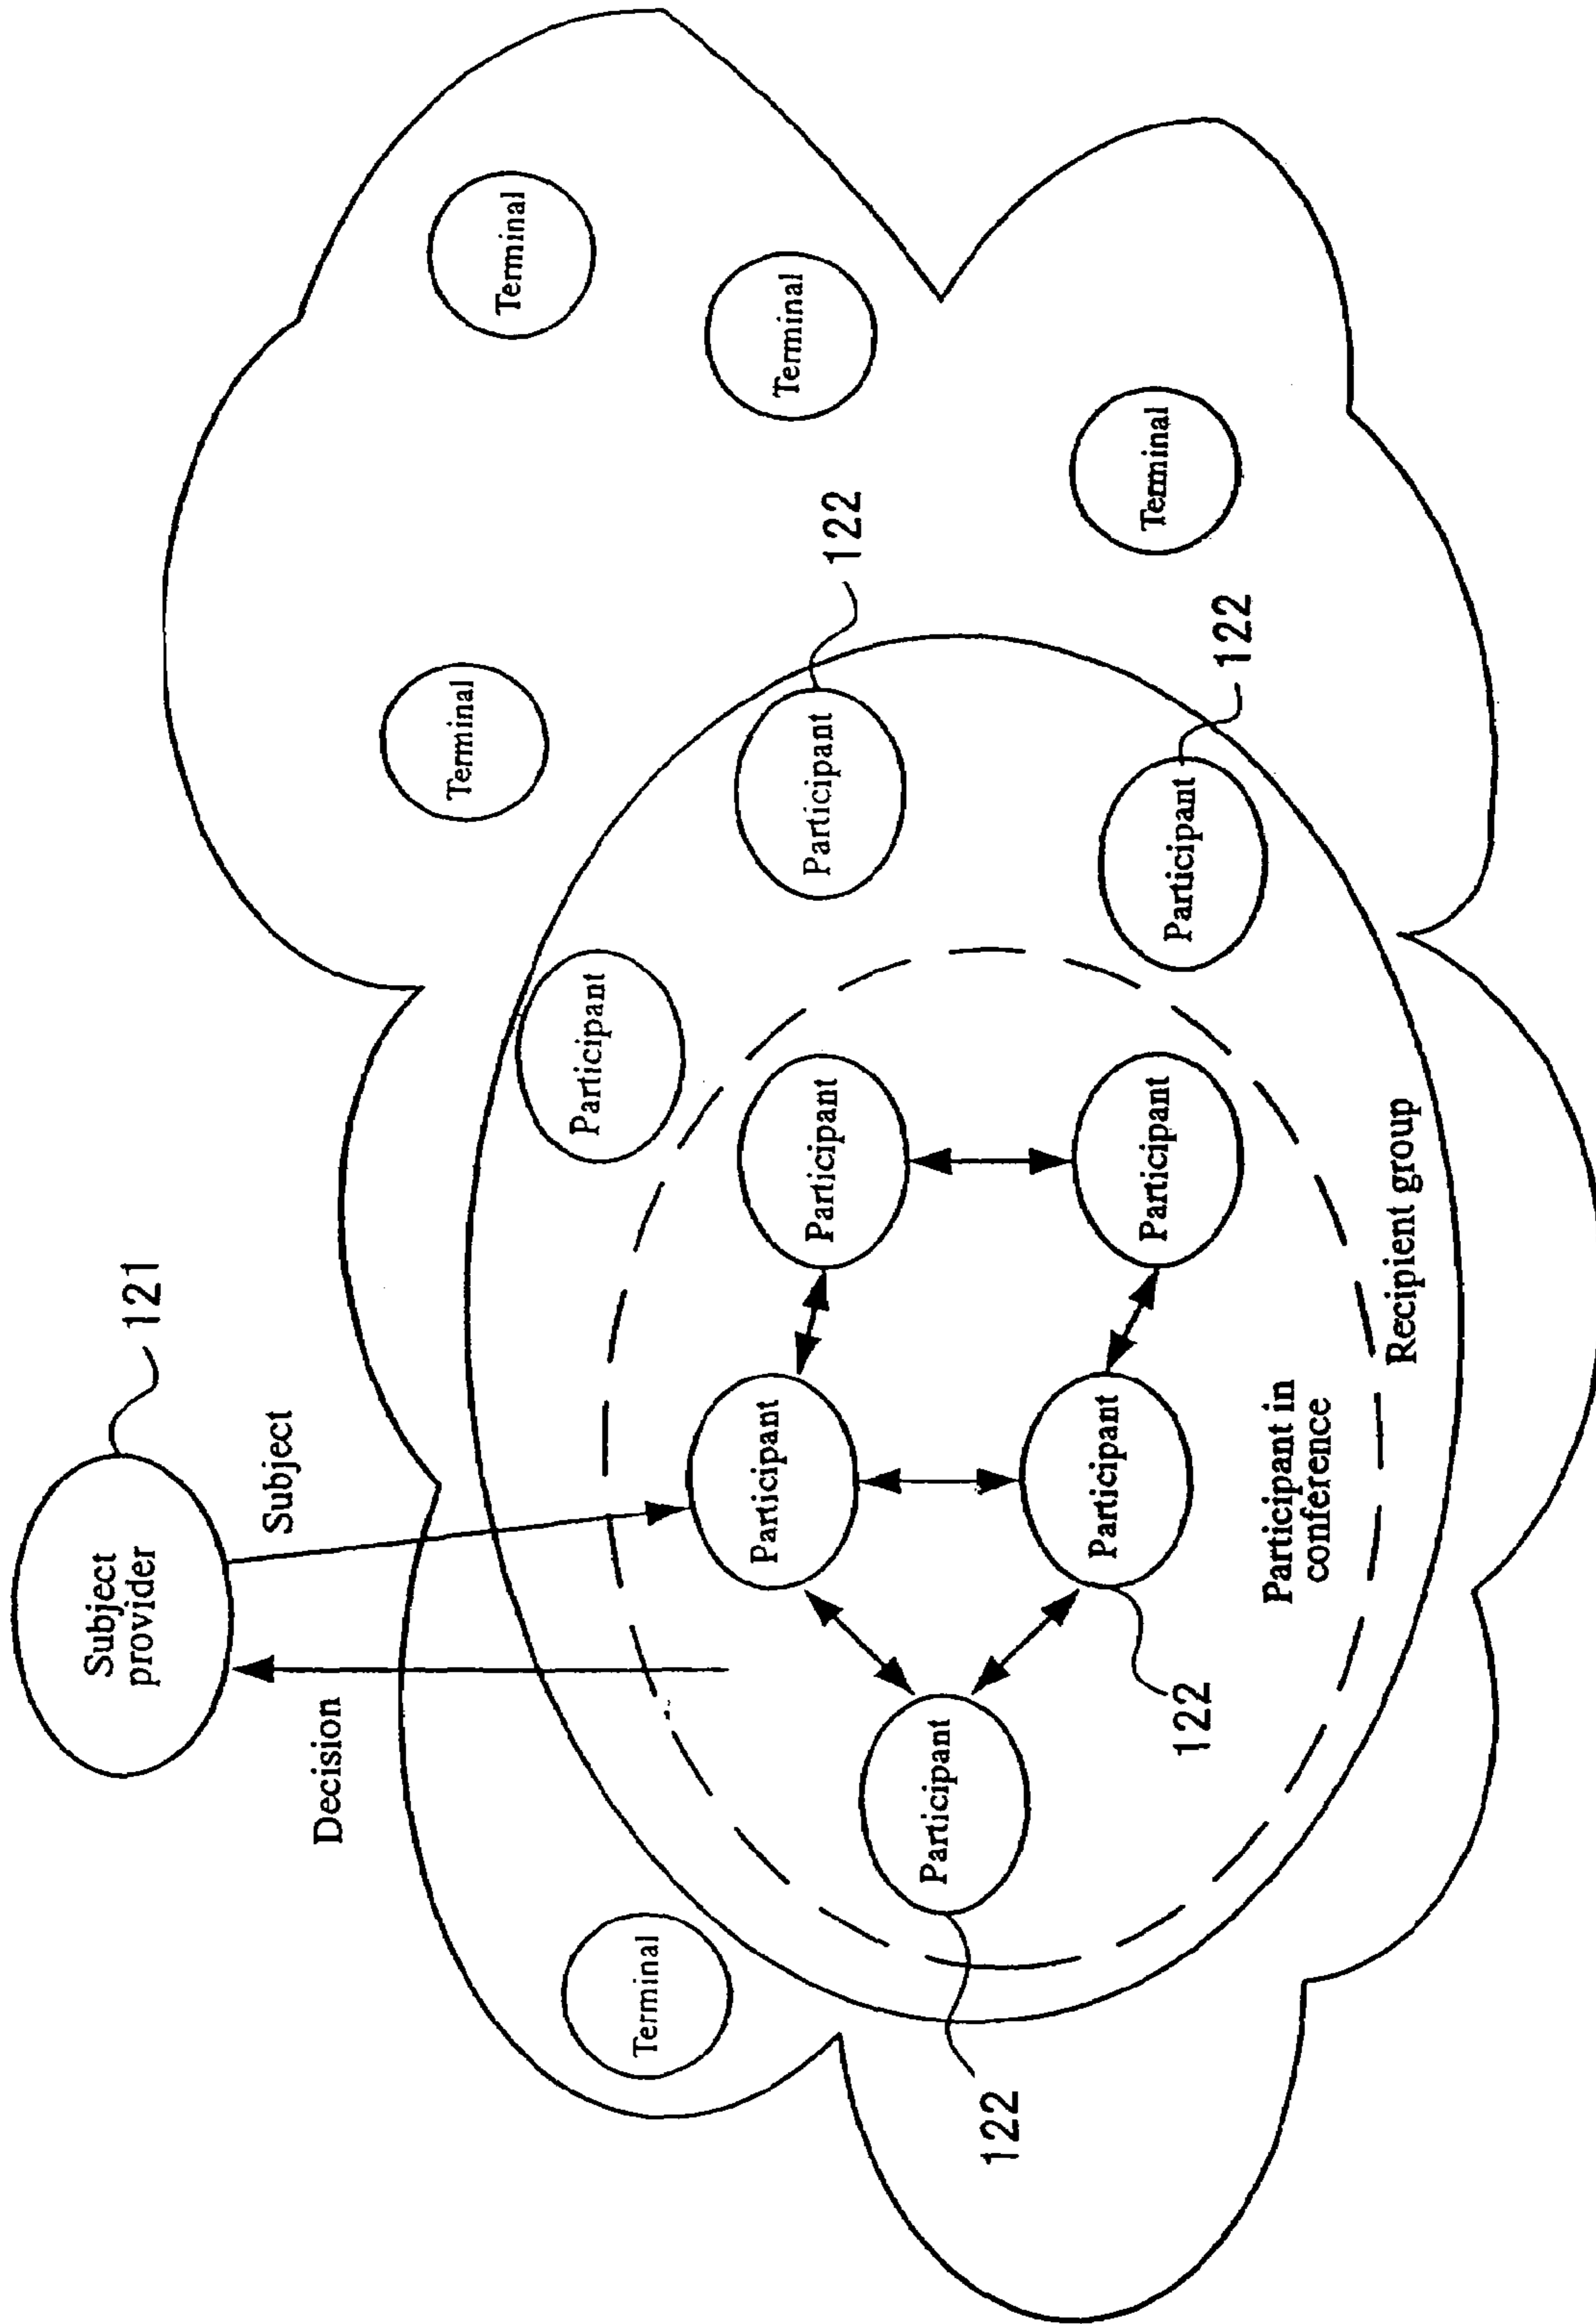 Subject
provider
121
Subject
Decision
Terminal
Terminal
Participant
Terminal
Participant
Terminal
Participant
Participant
122
Participant
122
Participant
Participant
Terminal
Participant
122
122
Participant in
conference
Recipient group